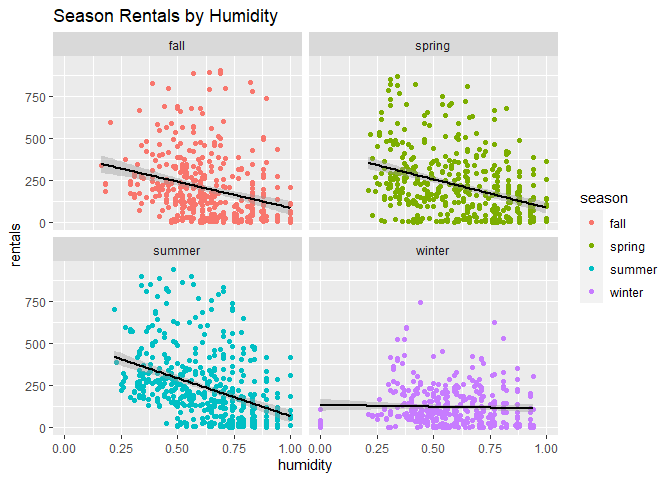 Season Rentals by Humidity
fall
spring
750
500
250
0
summer
winter
750
500
250
0
0.00 0.25 0.50 0.75 1.00
0.00 0.25 0.50 0.75 1.00
humidity
rentals
season
fall
spring
summer
winter